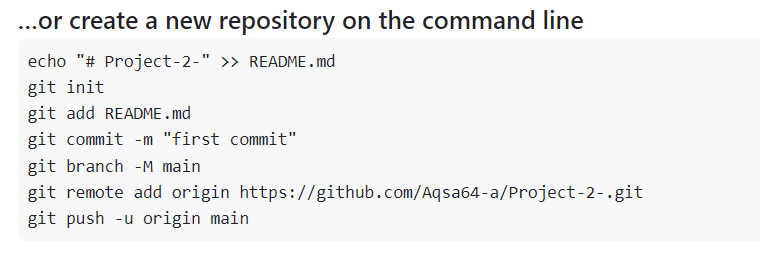 ...or create a new repository on the command line
echo "# Project-2-" >> README.md
git init
git add README.md
git commit -m "first commit"
git branch -M main
git remote add origin https://github.com/Aqsa64-a/Project-2-.git
git push -u origin main